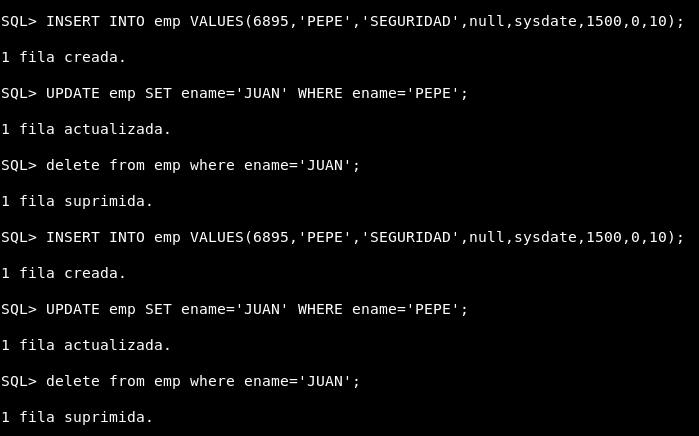 SQL> INSERT INTO emp VALUES(6895,'PEPE','SEGURIDAD',null,sysdate,1500,0,10);
1 fila creada.
SQL> UPDATE emp SET ename='JUAN' WHERE ename='PEPE';
1 fila actualizada.
SQL> delete from emp where ename='JUAN';
1 fila suprimida.
SQL> INSERT INTO emp VALUES(6895,'PEPE','SEGURIDAD',null,sysdate,1500,0,10);
1 fila creada.
SQL> UPDATE emp SET ename='JUAN' WHERE ename='PEPE';
1 fila actualizada.
SQL> delete from emp where ename='JUAN';
1 fila suprimida.